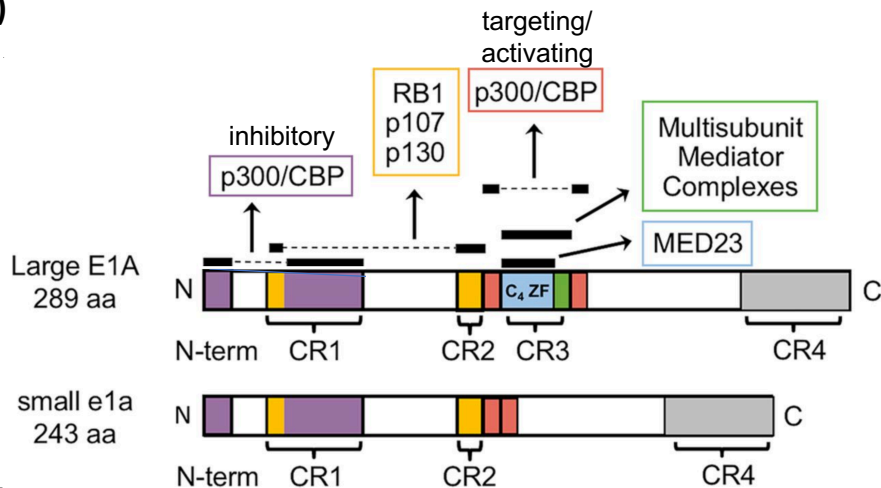 )
targeting/
activating
p300/CBP
RB1
p107
p130
inhibitory
p300/CBP
Multisubunit
Mediator
Complexes
MED23
Large E1A
289 aa
N
C₄ ZF
C
N-term
CR1
CR2
CR3
CR4
small e1a
243 aa
N
C
N-term
CR1
CR2
CR4